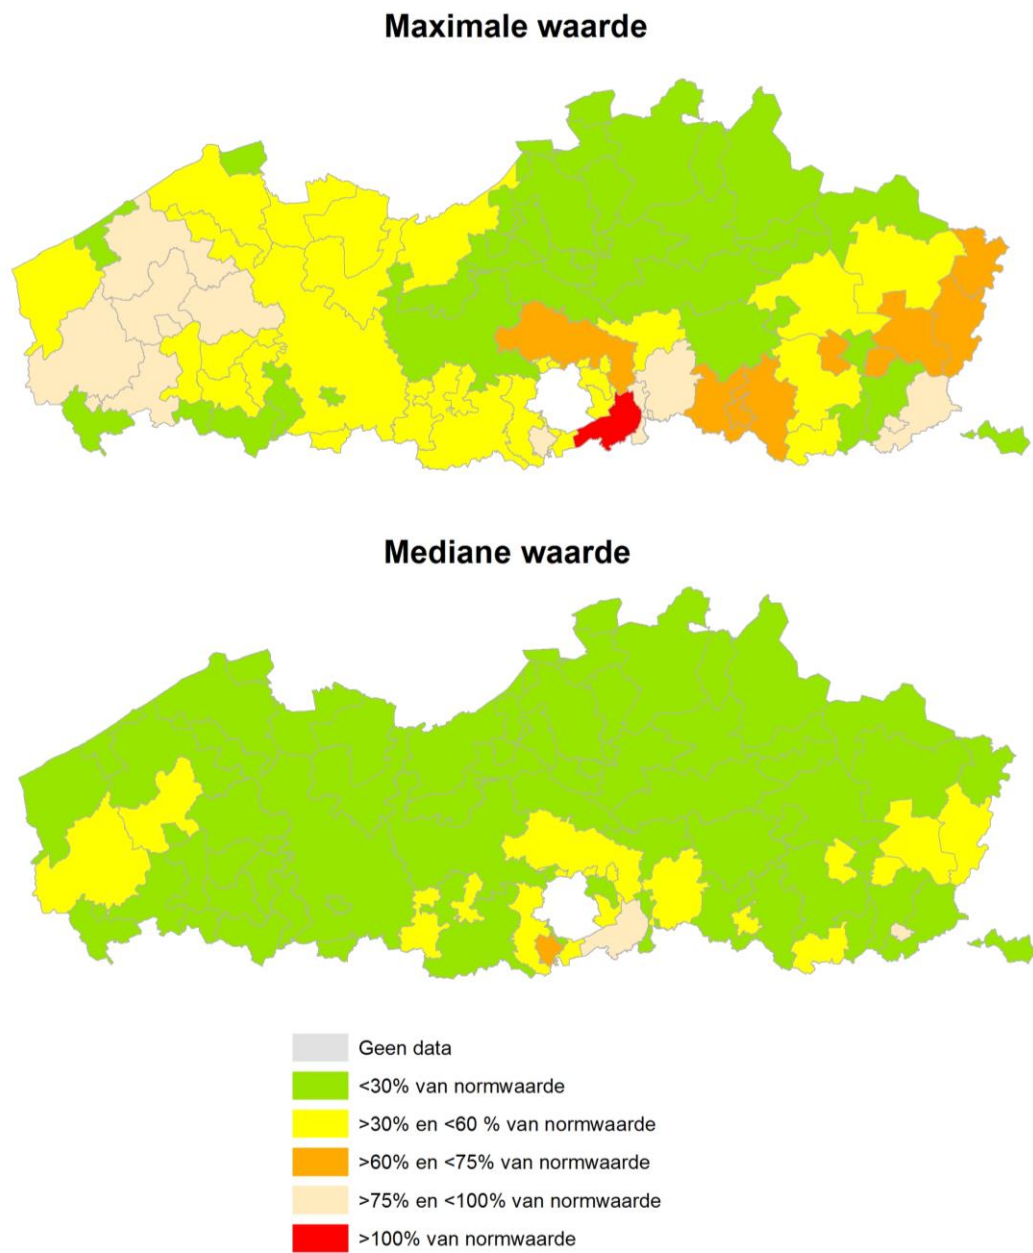 Maximale waarde
Mediane waarde
Geen data
<30% van normwaarde
>30% en <60 % van normwaarde
>60% en <75% van normwaarde
>75% en <100% van normwaarde
>100% van normwaarde